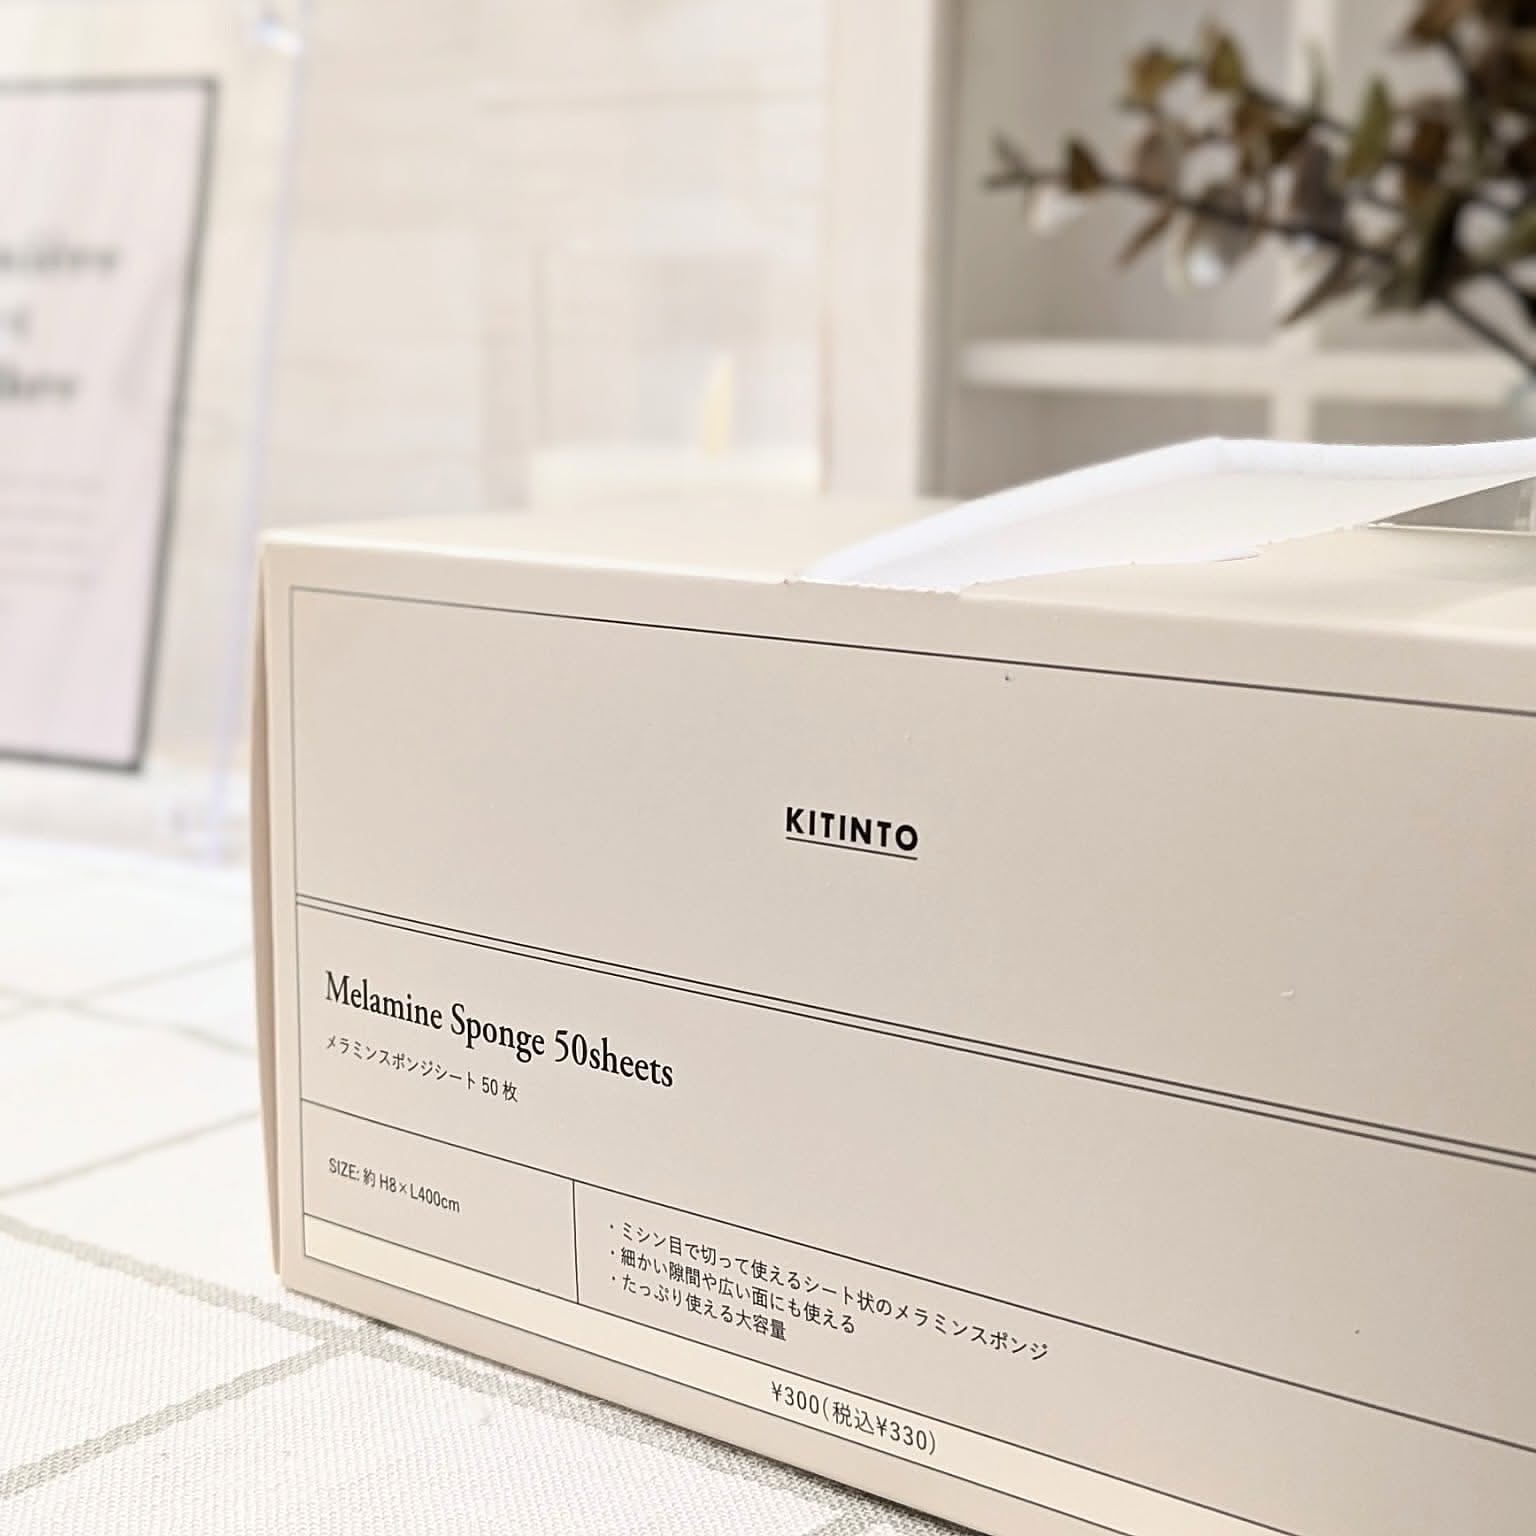 KITINTO
Melamine Sponge 50sheets
メラミンスポンジシート 50 枚
SIZE: 約 H8×L400cm
・ミシン目で切って使えるシート状のメラミンスポンジ
・細かい隙間や広い面にも使える
・たっぷり使える大容量
¥300(税込¥330)